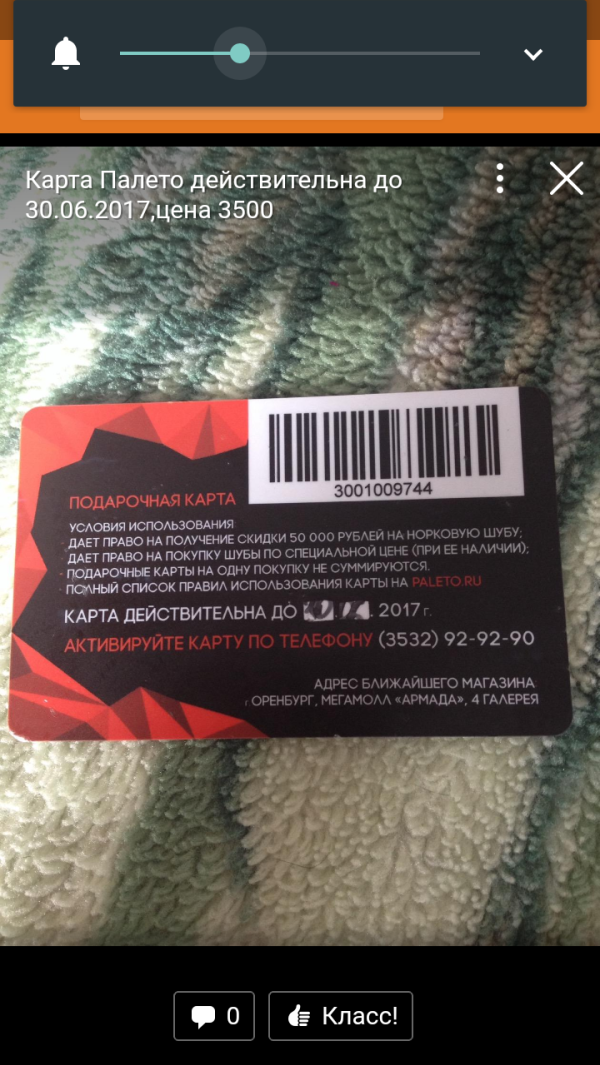 Карта Палето действительна до
30.06.2017,цена 3500
3001009744
ПОДАРОЧНАЯ КАРТА
УСЛОВИЯ ИСПОЛЬЗОВАНИЯ
ДАЕТ ПРАВО НА ПОЛУЧЕНИЕ СКИДКИ 50 000 РУБЛЕЙ НА НОРКОВУЮ ШУБУ;
ДАЕТ ПРАВО НА ПОКУПКУ ШУБЫ ПО СПЕЦИАЛЬНОЙ ЦЕНЕ (ПРИ ЕЕ НАЛИЧИИ);
ПОДАРОЧНЫЕ КАРТЫ НА ОДНУ ПОКУПКУ НЕ СУММИРУЮТСЯ.
ПОЛНЫЙ СПИСОК ПРАВИЛ ИСПОЛЬЗОВАНИЯ КАРТЫ НА PALETO.RU
КАРТА ДЕЙСТВИТЕЛЬНА ДО . . 2017 г.
АКТИВИРУЙТЕ КАРТУ ПО ТЕЛЕФОНУ (3532) 92-92-90
АДРЕС БЛИЖАЙШЕГО МАГАЗИНА
г ОРЕНБУРГ, МЕГАМОЛЛ «АРМАДА», 4 ГАЛЕРЕЯ
0
Класс!